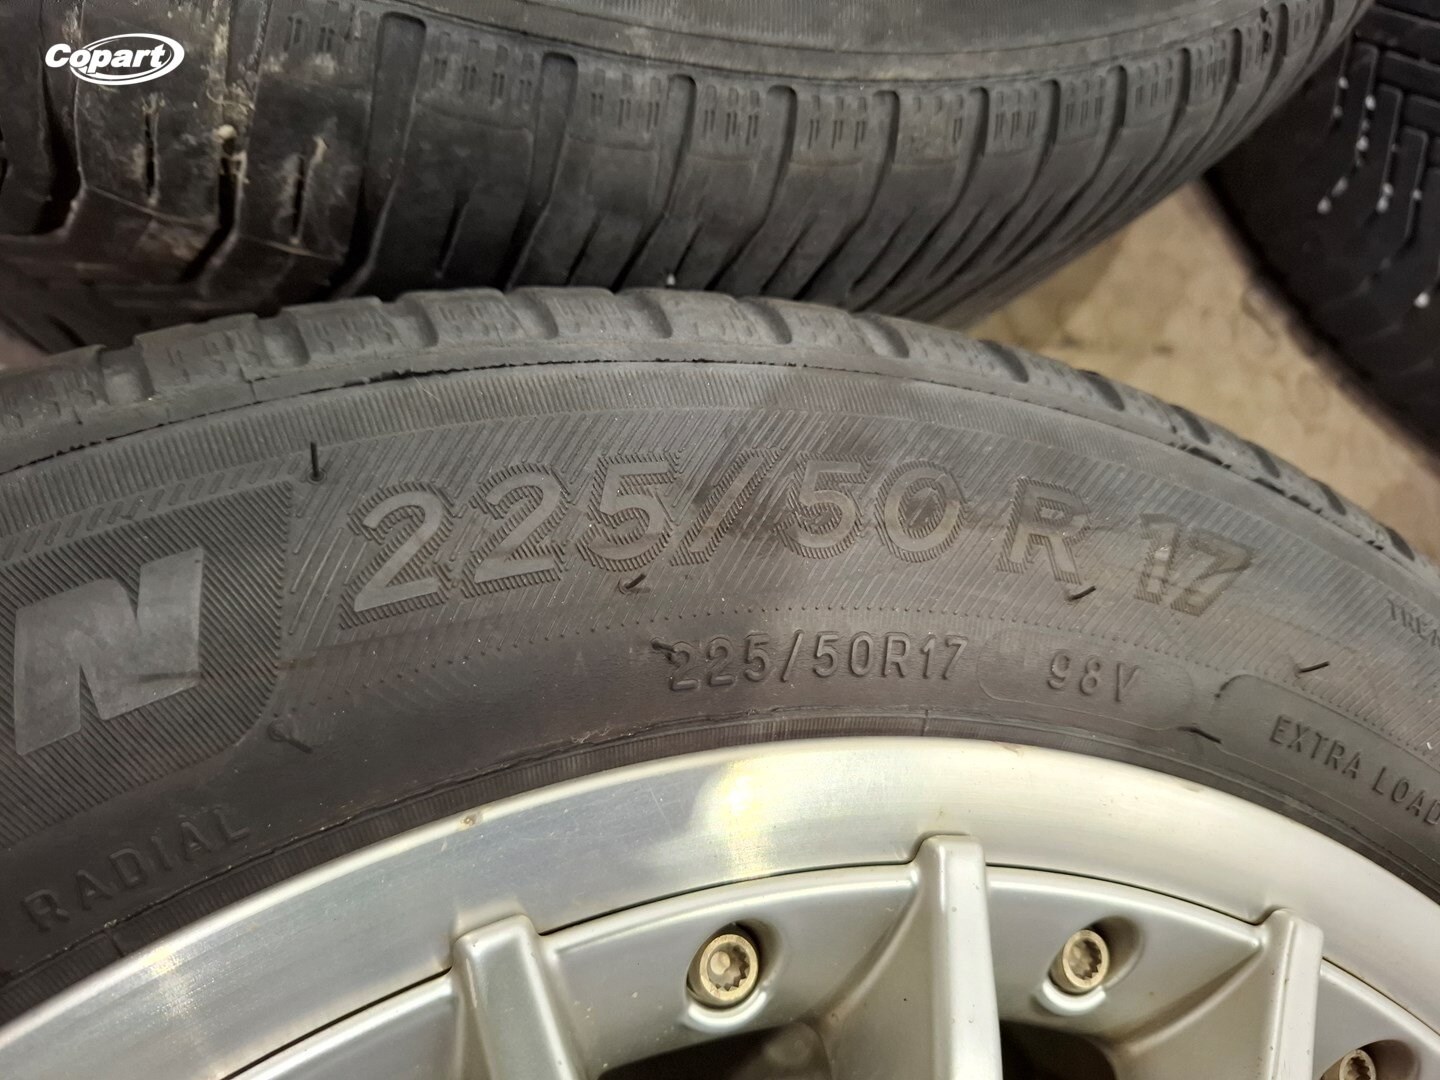 Copart
225/50 R 17
N
225/50R17 98V
EXTRA LOAD
RADIAL